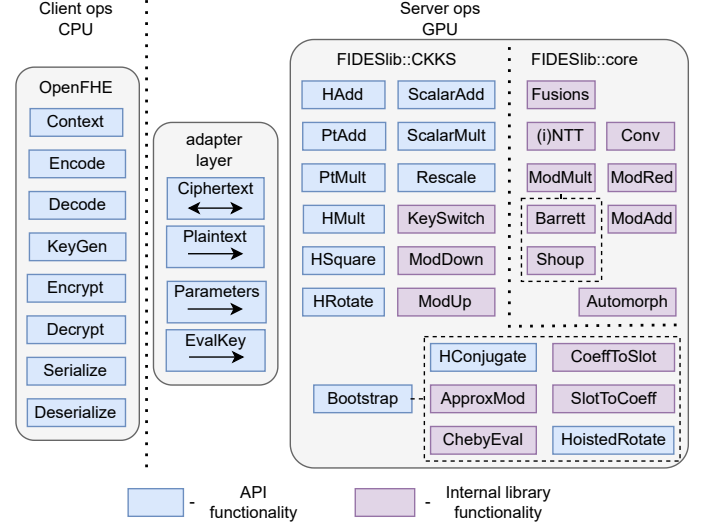 Client ops
CPU
Server ops
GPU
OpenFHE
Context
Encode
Decode
KeyGen
Encrypt
Decrypt
Serialize
Deserialize
adapter
layer
Ciphertext
Plaintext
Parameters
EvalKey
FIDESlib::CKKS
HAdd
ScalarAdd
PtAdd
ScalarMult
PtMult
Rescale
HMult
KeySwitch
HSquare
ModDown
HRotate
ModUp
FIDESlib::core
Fusions
(i)NTT
Conv
ModMult
ModRed
Barrett
ModAdd
Shoup
Automorph
Bootstrap
HConjugate
CoeffToSlot
ApproxMod
SlotToCoeff
ChebyEval
HoistedRotate
- API
functionality
- Internal library
functionality